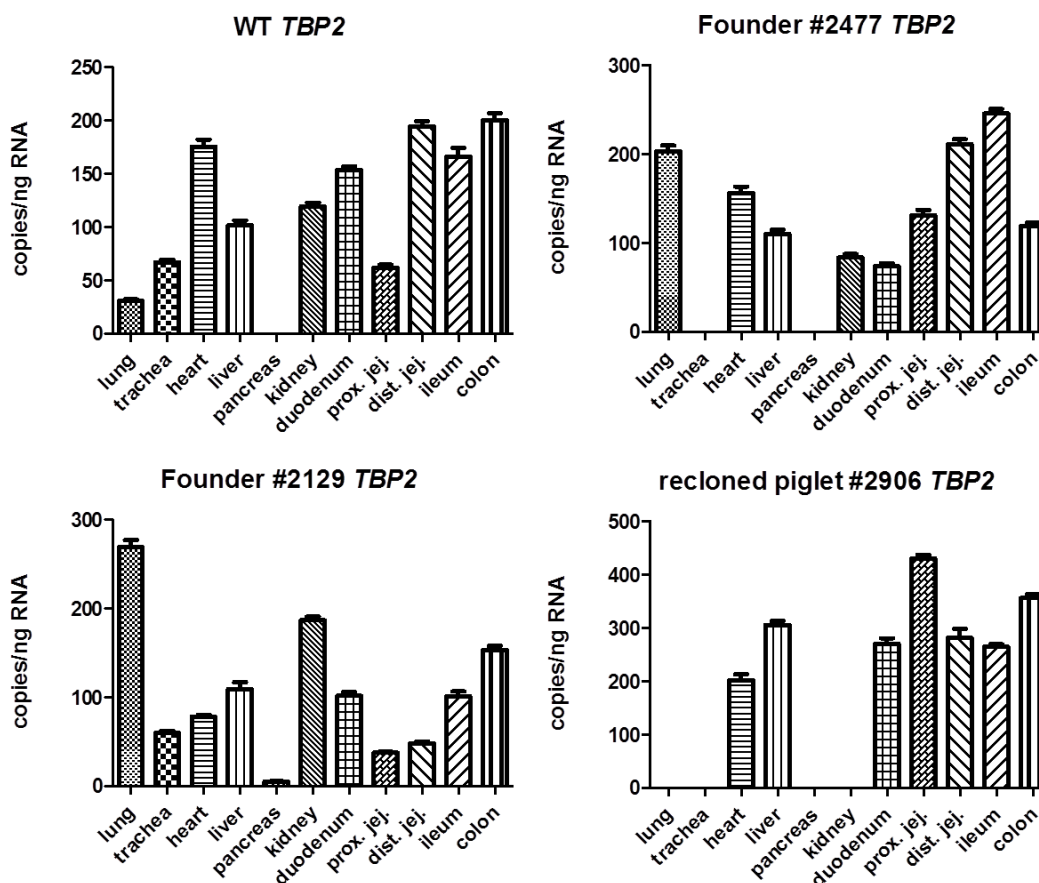 WT TBP2
copies/ng RNA
250
200
150
100
50
0
lung
trachea
heart
liver
pancreas
kidney
duodenum
prox. jej.
dist. jej.
ileum
colon
Founder #2477 TBP2
copies/ng RNA
300
200
100
0
lung
trachea
heart
liver
pancreas
kidney
duodenum
prox. jej.
dist. jej.
ileum
colon
Founder #2129 TBP2
copies/ng RNA
300
200
100
0
lung
trachea
heart
liver
pancreas
kidney
duodenum
prox. jej.
dist. jej.
ileum
colon
recloned piglet #2906 TBP2
copies/ng RNA
500
400
300
200
100
0
lung
trachea
heart
liver
pancreas
kidney
duodenum
prox. jej.
dist. jej.
ileum
colon